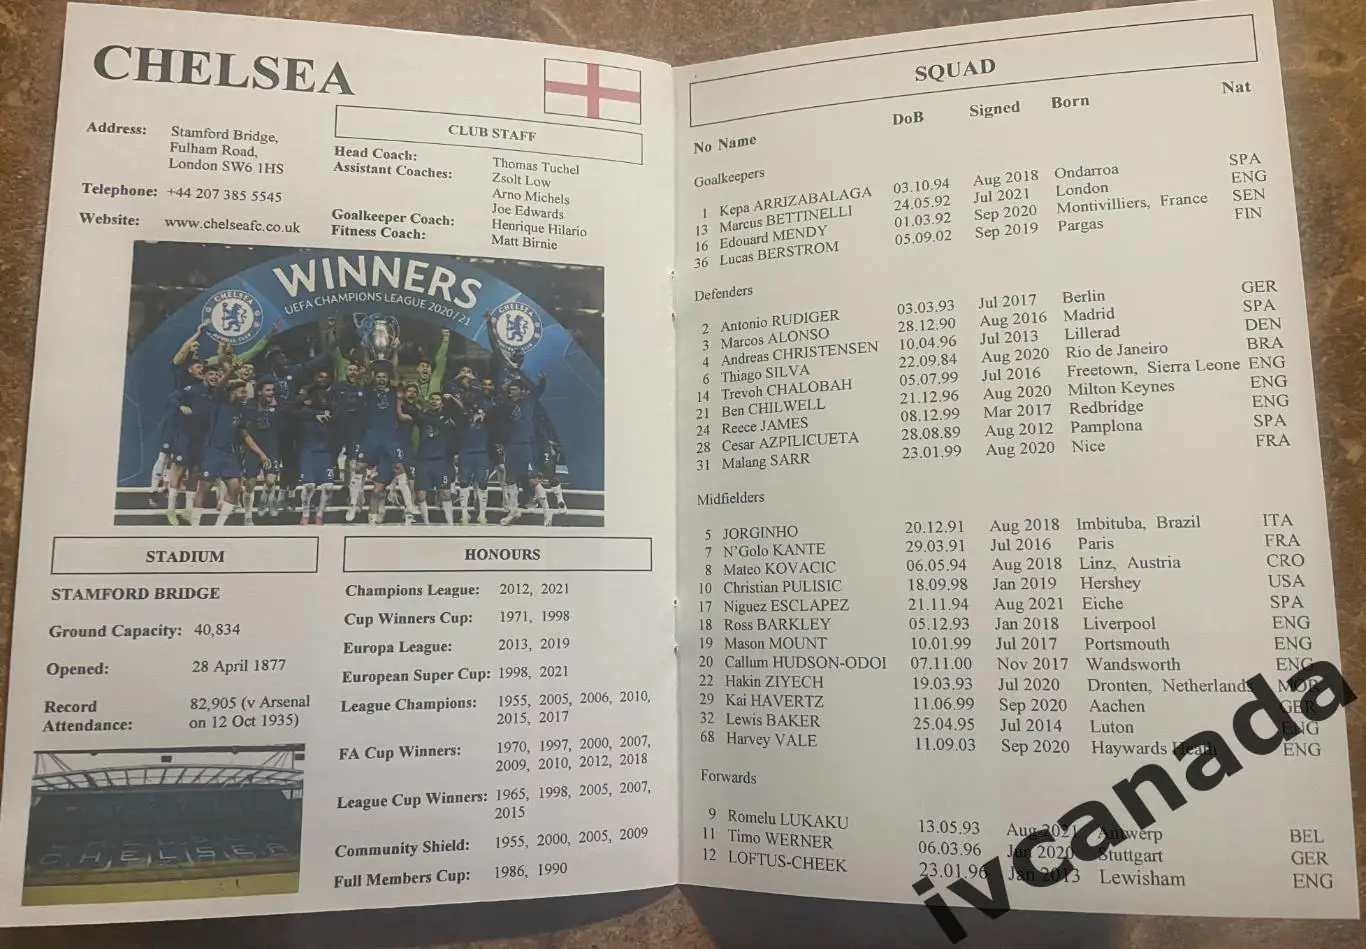 CHELSEA
Address: Stamford Bridge,
Fulham Road,
London SW6 1HS
Telephone: +44 207 385 5545
Website: www.chelseafc.co.uk
CLUB STAFF
Head Coach: Thomas Tuchel
Assistant Coaches: Zsolt Low
Arno Michels
Joe Edwards
Goalkeeper Coach: Henrique Hilario
Fitness Coach: Matt Birnie
WINNERS
UEFA CHAMPIONS LEAGUE 2020/21
CHELSEA
CHELSEA
STADIUM
STAMFORD BRIDGE
Ground Capacity: 40,834
Opened: 28 April 1877
Record 82,905 (v Arsenal
Attendance: on 12 Oct 1935)
CHELSEA
HONOURS
Champions League: 2012, 2021
Cup Winners Cup: 1971, 1998
Europa League: 2013, 2019
European Super Cup: 1998, 2021
League Champions: 1955, 2005, 2006, 2010,
2015, 2017
FA Cup Winners: 1970, 1997, 2000, 2007,
2009, 2010, 2012, 2018
League Cup Winners: 1965, 1998, 2005, 2007,
2015
Community Shield: 1955, 2000, 2005, 2009
Full Members Cup: 1986, 1990
SQUAD
No Name DoB Signed Born Nat
Goalkeepers
1 Kepa ARRIZABALAGA 03.10.94 Aug 2018 Ondarroa SPA
13 Marcus BETTINELLI 24.05.92 Jul 2021 London ENG
16 Edouard MENDY 01.03.92 Sep 2020 Montivilliers, France SEN
36 Lucas BERSTROM 05.09.02 Sep 2019 Pargas FIN
Defenders
2 Antonio RUDIGER 03.03.93 Jul 2017 Berlin GER
3 Marcos ALONSO 28.12.90 Aug 2016 Madrid SPA
4 Andreas CHRISTENSEN 10.04.96 Jul 2013 Lillerad DEN
6 Thiago SILVA 22.09.84 Aug 2020 Rio de Janeiro BRA
14 Trevoh CHALOBAH 05.07.99 Jul 2016 Freetown, Sierra Leone ENG
21 Ben CHILWELL 21.12.96 Aug 2020 Milton Keynes ENG
24 Reece JAMES 08.12.99 Mar 2017 Redbridge ENG
28 Cesar AZPILICUETA 28.08.89 Aug 2012 Pamplona SPA
31 Malang SARR 23.01.99 Aug 2020 Nice FRA
Midfielders
5 JORGINHO 20.12.91 Aug 2018 Imbituba, Brazil ITA
7 N'Golo KANTE 29.03.91 Jul 2016 Paris FRA
8 Mateo KOVACIC 06.05.94 Aug 2018 Linz, Austria CRO
10 Christian PULISIC 18.09.98 Jan 2019 Hershey USA
17 Niguez ESCLAPEZ 21.11.94 Aug 2021 Eiche SPA
18 Ross BARKLEY 05.12.93 Jan 2018 Liverpool ENG
19 Mason MOUNT 10.01.99 Jul 2017 Portsmouth ENG
20 Callum HUDSON-ODOI 07.11.00 Nov 2017 Wandsworth ENG
22 Hakin ZIYECH 19.03.93 Jul 2020 Dronten, Netherlands MOR
29 Kai HAVERTZ 11.06.99 Sep 2020 Aachen GER
32 Lewis BAKER 25.04.95 Jul 2014 Luton ENG
68 Harvey VALE 11.09.03 Sep 2020 Haywards Heath ENG
Forwards
9 Romelu LUKAKU 13.05.93 Aug 2021 Antwerp BEL
11 Timo WERNER 06.03.96 Jun 2020 Stuttgart GER
12 LOFTUS-CHEEK 23.01.96 Jan 2013 Lewisham ENG
ivcanada